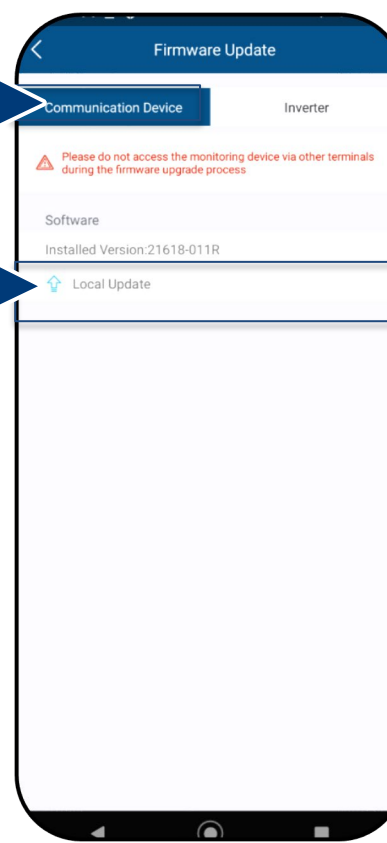 Firmware Update
Communication Device
Inverter
Please do not access the monitoring device via other terminals
during the firmware upgrade process
Software
Installed Version:21618-011R
Local Update